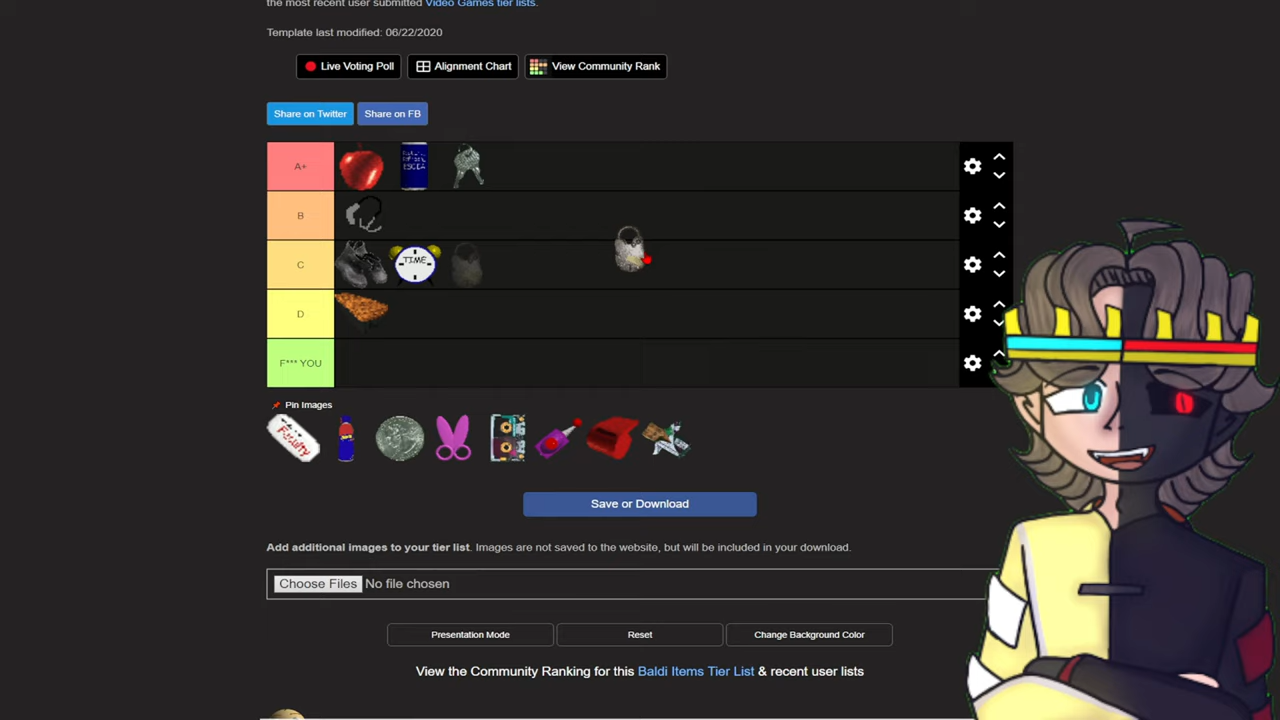 the most recent user submitted Video Games tier lists.
Template last modified: 06/22/2020
Live Voting Poll
Alignment Chart
View Community Rank
Share on Twitter
Share on FB
A+
B
C
TIME
D
F*** YOU
Pin Images
Faculty
Save or Download
Add additional images to your tier list. Images are not saved to the website, but will be included in your download.
Choose Files No file chosen
Presentation Mode
Reset
Change Background Color
View the Community Ranking for this Baldi Items Tier List & recent user lists